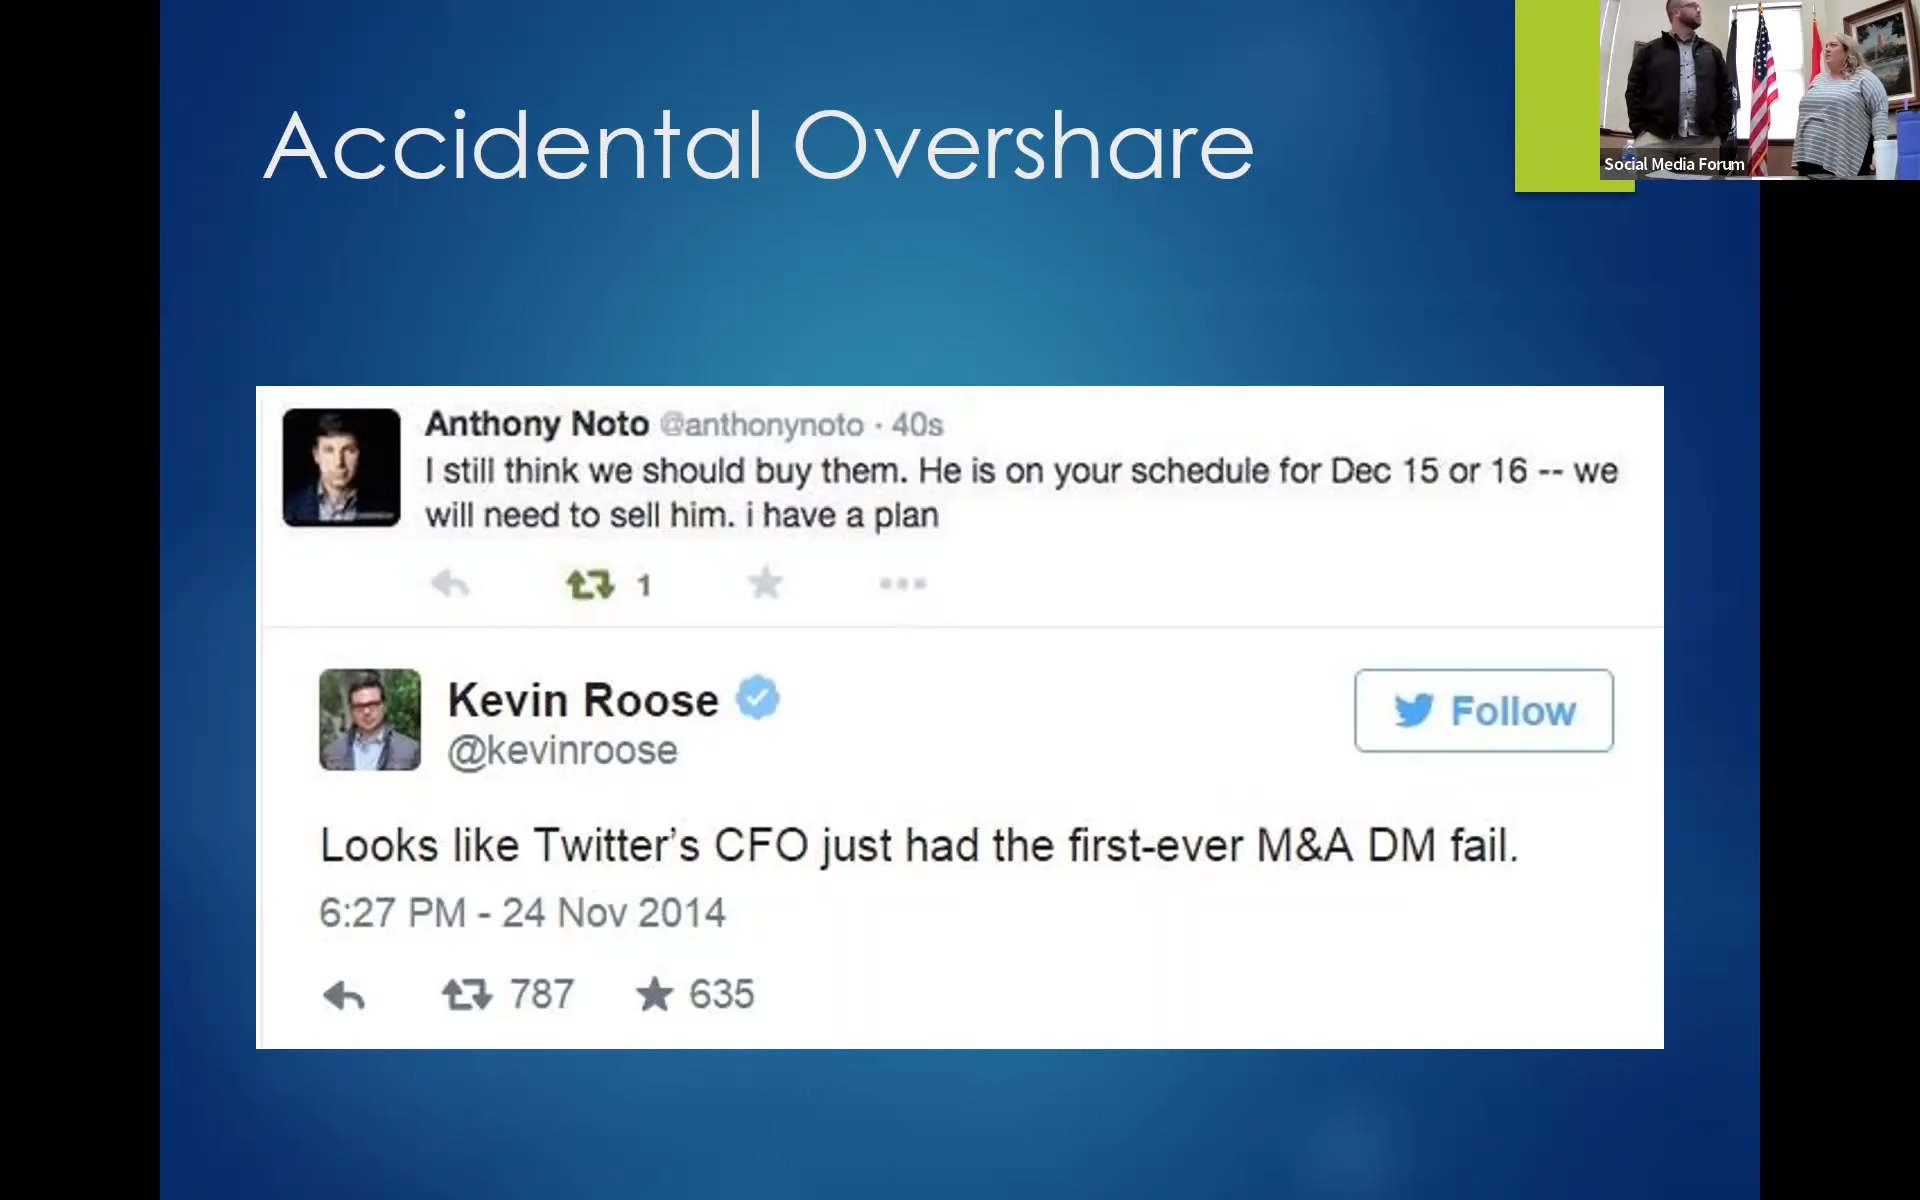 Accidental Overshare
Social Media Forum
Anthony Noto @anthonynoto · 40s
I still think we should buy them. He is on your schedule for Dec 15 or 16 -- we
will need to sell him. i have a plan
1
Kevin Roose
@kevinroose
Follow
Looks like Twitter's CFO just had the first-ever M&A DM fail.
6:27 PM - 24 Nov 2014
787 635